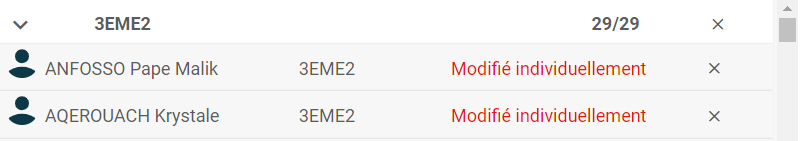 3EME2 29/29
ANFOSSO Pape Malik 3EME2 Modifié individuellement
AQEROUACH Krystale 3EME2 Modifié individuellement